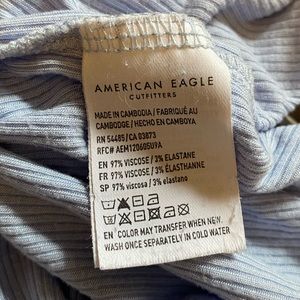 AMERICAN EAGLE
OUTFITTERS
MADE IN CAMBODIA / FABRIQUÉ AU
CAMBODGE / HECHO EN CAMBOYA
RN 54485/CA 03873
RFC# AEM120605U9A
EN 97% VISCOSE / 3% ELASTANE
FR 97% VISCOSE / 3% ÉLASTHANNE
SP 97% viscosa / 3% elastano
EN COLOR MAY TRANSFER WHEN NEW.
WASH ONCE SEPARATELY IN COLD WATER